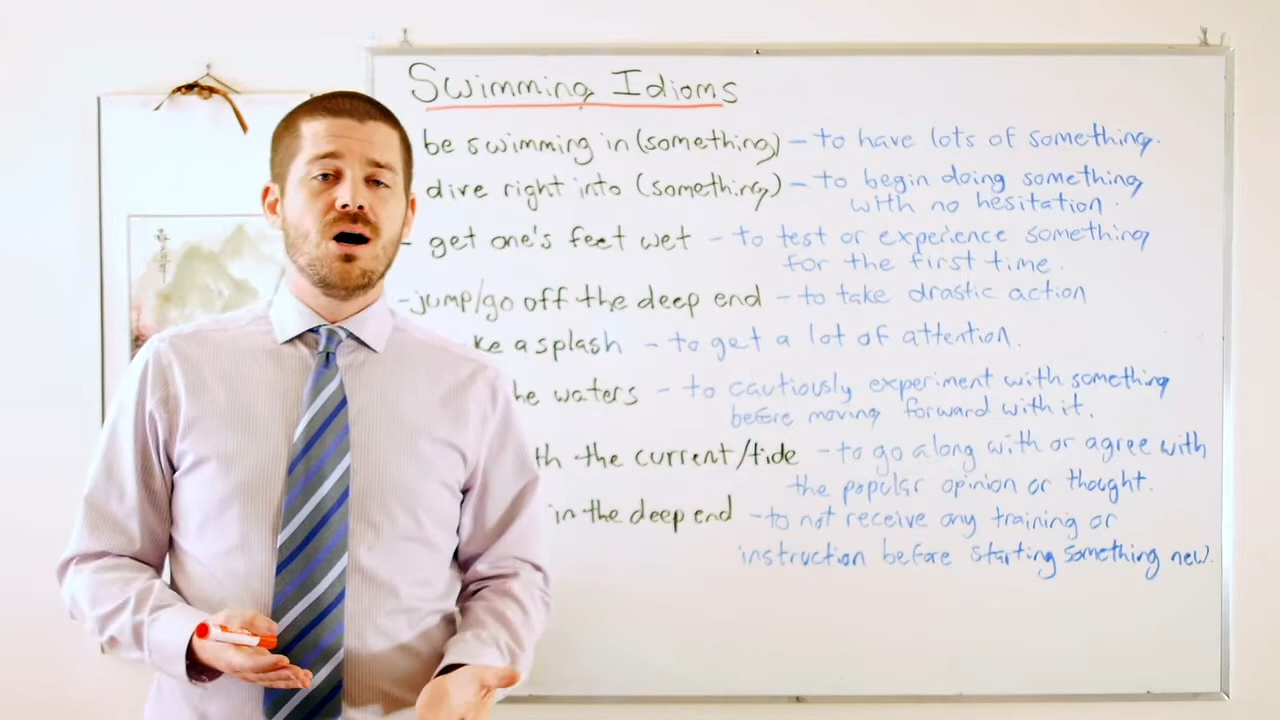 Swimming Idioms
be swimming in (something) – to have lots of something.
dive right into (something) – to begin doing something
with no hesitation.
- get one's feet wet – to test or experience something
for the first time.
- jump/go off the deep end – to take drastic action
ke a splash – to get a lot of attention.
he waters – to cautiously experiment with something
before moving forward with it.
th the current/tide – to go along with or agree with
the popular opinion or thought.
in the deep end – to not receive any training or
instruction before starting something new.